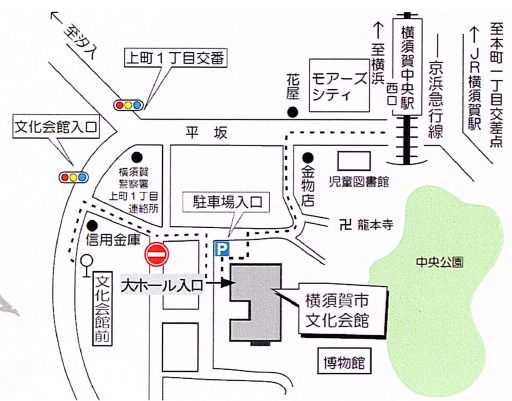 至汐入
上町１丁目交番
文化会館入口
平坂
花屋
モアーズ
シティ
至横浜
横須賀中央駅
西口
京浜急行線
JR横須賀駅
至本町一丁目交差点
横須賀
警察署
上町１丁目
連絡所
金物店
児童図書館
駐車場入口
卍 龍本寺
信用金庫
P
中央公園
大ホール入口
文化会館前
横須賀市
文化会館
博物館